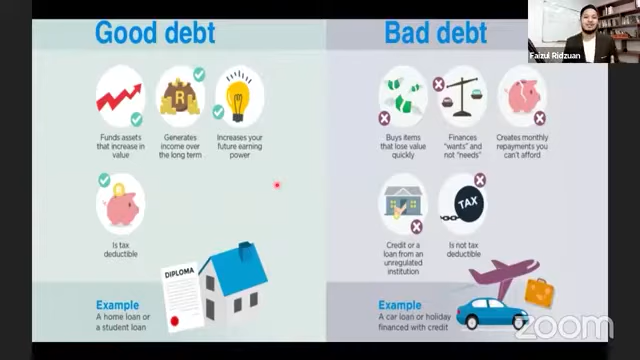 Good debt
Bad debt
Faizul Ridzuan
R
Funds assets
that increase in
value
Generates
income over
the long term
Increases your
future earning
power
Is tax
deductible
DIPLOMA
Example
A home loan or
a student loan
Buys items
that lose value
quickly
Finances
"wants" and
not "needs"
Creates monthly
repayments you
can't afford
Credit or a
loan from an
unregulated
institution
TAX
Is not tax
deductible
Example
A car loan or holiday
financed with credit
zoom